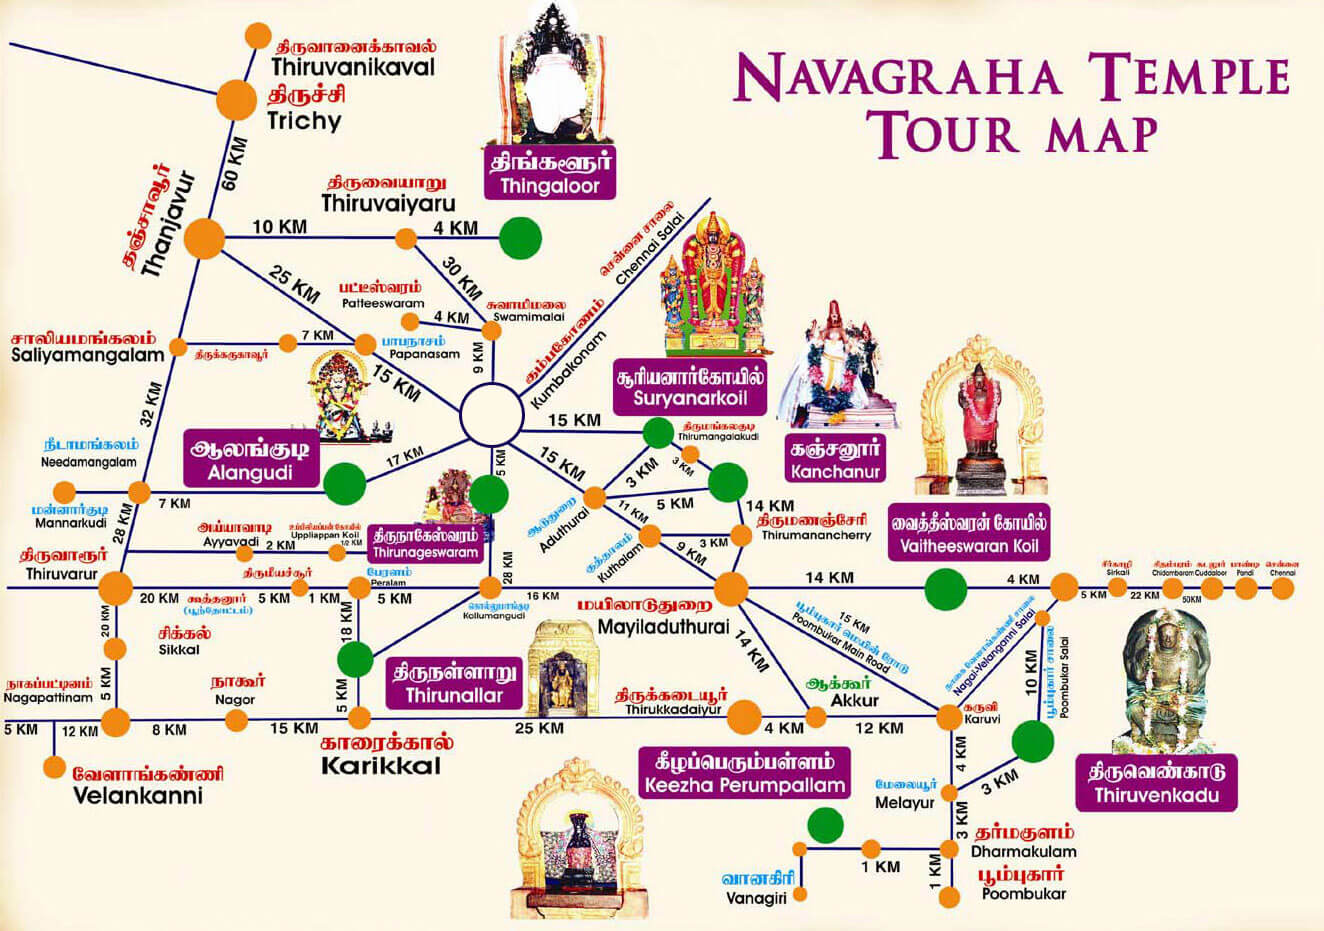 NAVAGRAHA TEMPLE
TOUR MAP
திருவானைக்காவல்
Thiruvanikaval
திருச்சி
Trichy
60 KM
திங்களூர்
Thingaloor
தஞ்சாவூர்
Thanjavur
திருவையாறு
Thiruvaiyaru
10 KM
4 KM
சென்னை சாலை
Chennai Salai
25 KM
30 KM
பட்டீஸ்வரம்
Patteeswaram
4 KM
சுவாமிமலை
Swamimalai
9 KM
கும்பகோணம்
Kumbakonam
சாலியமங்கலம்
Saliyamangalam
திருக்கருகாவூர்
7 KM
பாபநாசம்
Papanasam
15 KM
32 KM
சூரியனார்கோயில்
Suryanarkoil
கஞ்சனூர்
Kanchanur
15 KM
திருமங்கலகுடி
Thirumangalakudi
3 KM
3 KM
ஆலங்குடி
Alangudi
17 KM
5 KM
15 KM
5 KM
14 KM
நீடாமங்கலம்
Needamangalam
7 KM
மன்னார்குடி
Mannarkudi
28 KM
திருநாகேஸ்வரம்
Thirunageswaram
அய்யாவாடி
Ayyavadi
2 KM
உப்பிலியப்பன் கோயில்
Uppliappan Koil
1/2 KM
ஆடுதுறை
Aduthurai
11 KM
குத்தாலம்
Kuthalam
3 KM
9 KM
திருமணஞ்சேரி
Thirumanancherry
வைத்தீஸ்வரன் கோயில்
Vaitheeswaran Koil
திருவாரூர்
Thiruvarur
20 KM
கூத்தனூர்
(பூந்தோட்டம்)
திருமீயச்சூர்
5 KM
1 KM
பேரளம்
Peralam
5 KM
28 KM
Kollumangudi
16 KM
மயிலாடுதுறை
Mayiladuthurai
14 KM
4 KM
சீர்காழி
Sirkali
5 KM
சிதம்பரம்
Chidambaram
22 KM
கடலூர்
Cuddaloor
50KM
பாண்டி
Pandi
சென்னை
Chennai
20 KM
சிக்கல்
Sikkal
5 KM
18 KM
திருநள்ளாறு
Thirunallar
5 KM
14 KM
15 KM
பூம்புகார் மெயின் ரோடு
Poombukar Main Road
நாகை வேளாங்கண்ணி சாலை
Nagai-Velanganni Salai
10 KM
பூம்புகார் சாலை
Poombukar Salai
நாகப்பட்டினம்
Nagapattinam
நாகூர்
Nagor
5 KM
12 KM
8 KM
15 KM
காரைக்கால்
Karikkal
25 KM
திருக்கடையூர்
Thirukkadaiyur
4 KM
ஆக்கூர்
Akkur
12 KM
கருவி
Karuvi
வேளாங்கண்ணி
Velankanni
கீழப்பெரும்பள்ளம்
Keezha Perumpallam
4 KM
மேலையூர்
Melayur
3 KM
திருவெண்காடு
Thiruvenkadu
3 KM
தர்மகுளம்
Dharmakulam
1 KM
1 KM
பூம்புகார்
Poombukar
வானகிரி
Vanagiri